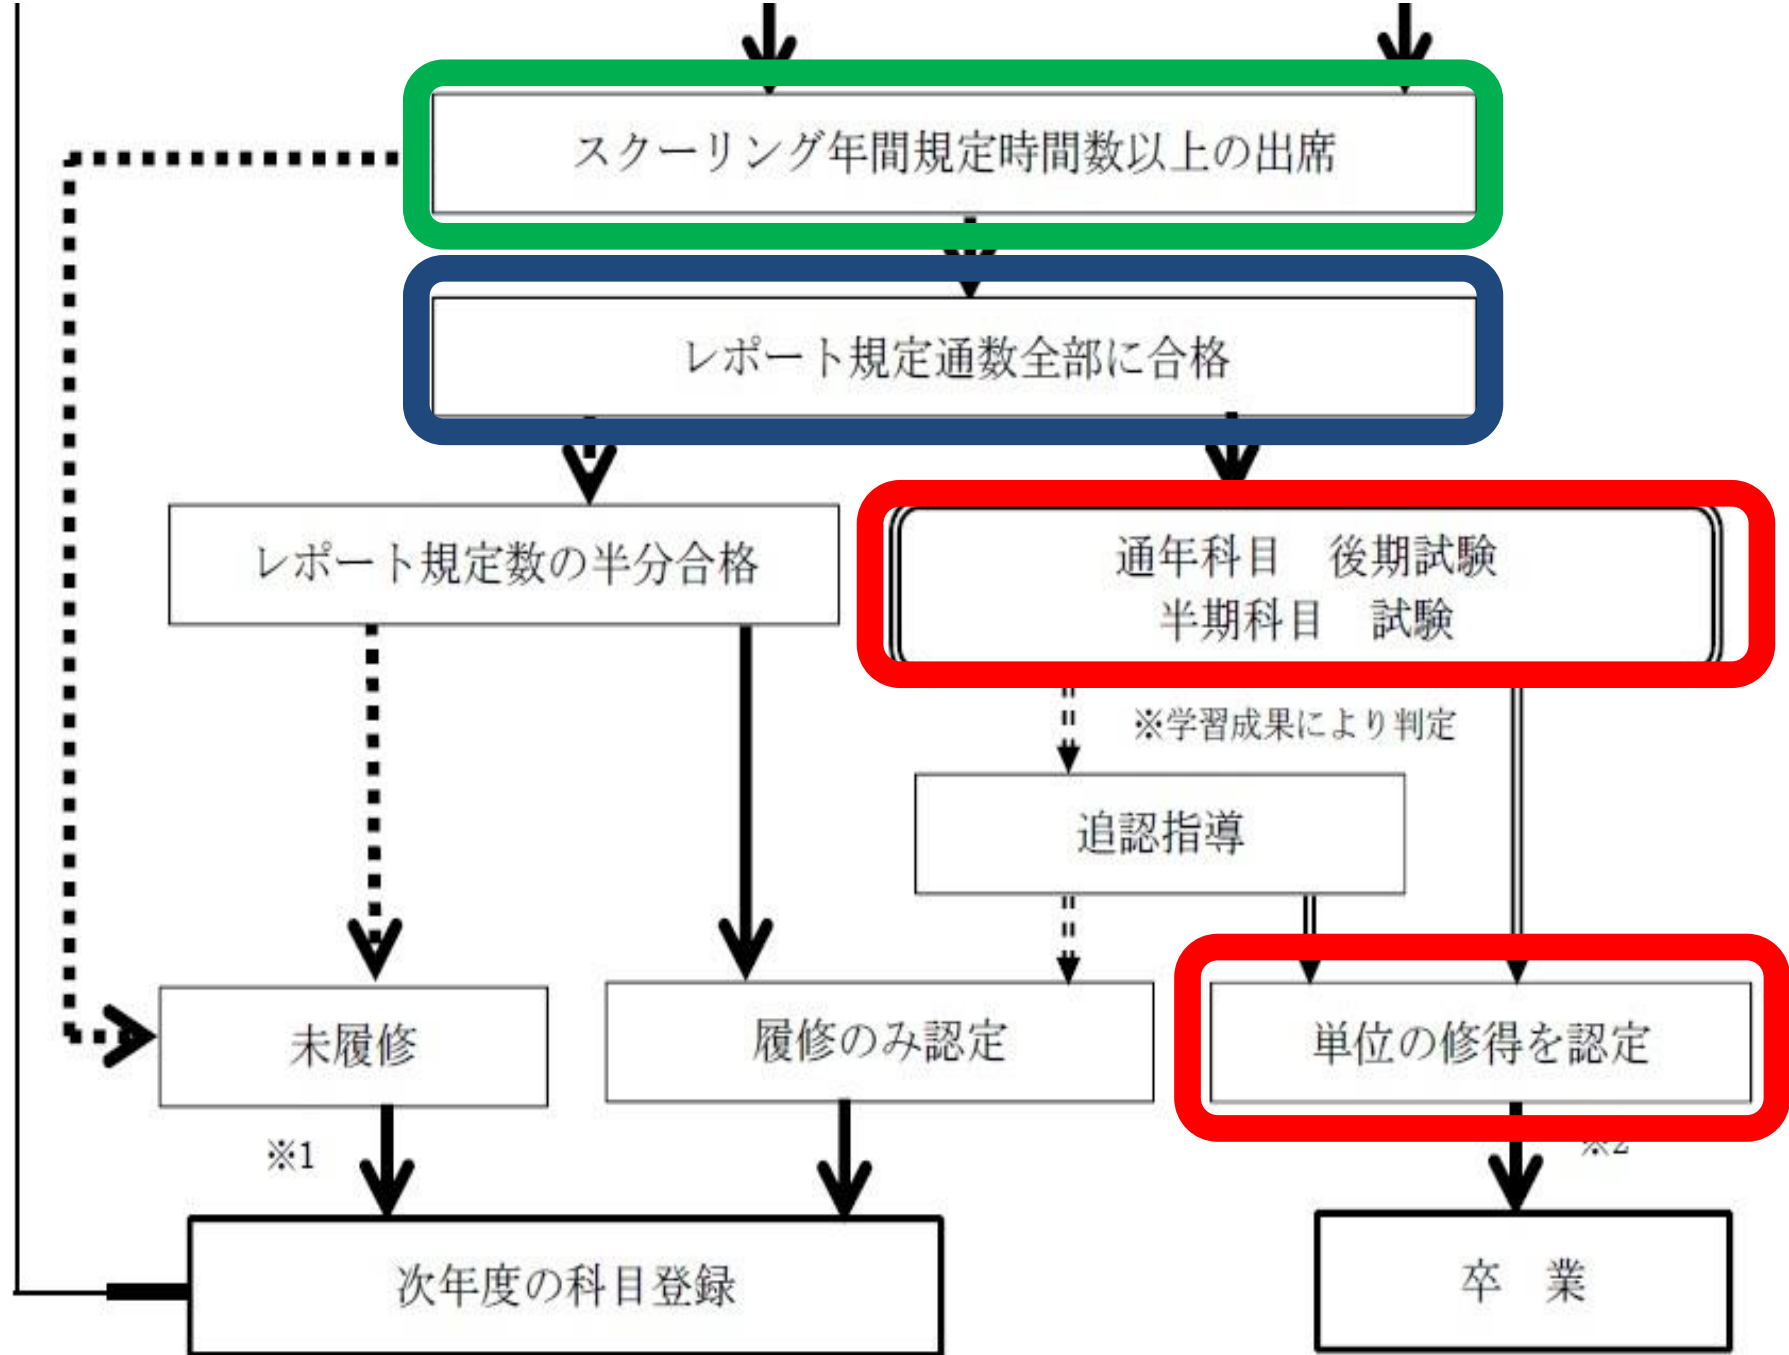 スクーリング年間規定時間数以上の出席
レポート規定通数全部に合格
レポート規定数の半分合格
通年科目　後期試験
半期科目　試験
※学習成果により判定
追認指導
未履修
履修のみ認定
単位の修得を認定
※1
※2
次年度の科目登録
卒　業